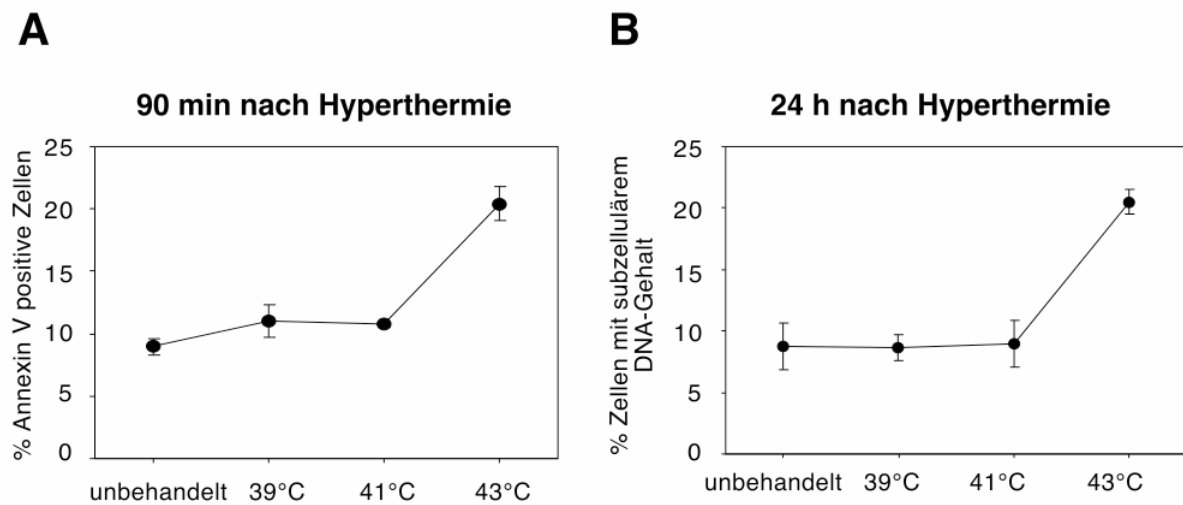 A
90 min nach Hyperthermie
% Annexin V positive Zellen
25
20
15
10
5
0
unbehandelt 39°C 41°C 43°C
B
24 h nach Hyperthermie
% Zellen mit subzellulärem
DNA-Gehalt
25
20
15
10
5
0
unbehandelt 39°C 41°C 43°C